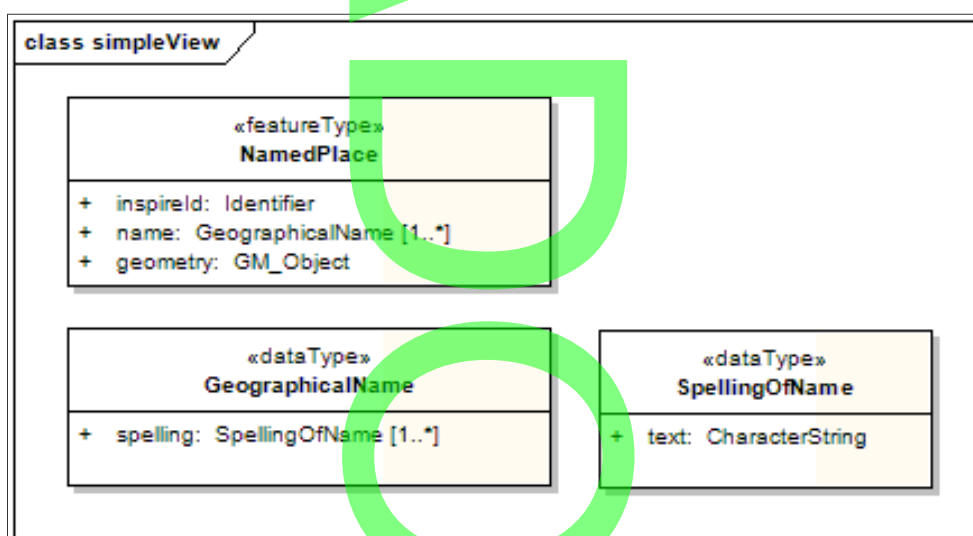 class simpleView
«featureType»
NamedPlace
+ inspireId: Identifier
+ name: GeographicalName [1..*]
+ geometry: GM_Object
«dataType»
GeographicalName
+ spelling: SpellingOfName [1..*]
«dataType»
SpellingOfName
+ text: CharacterString